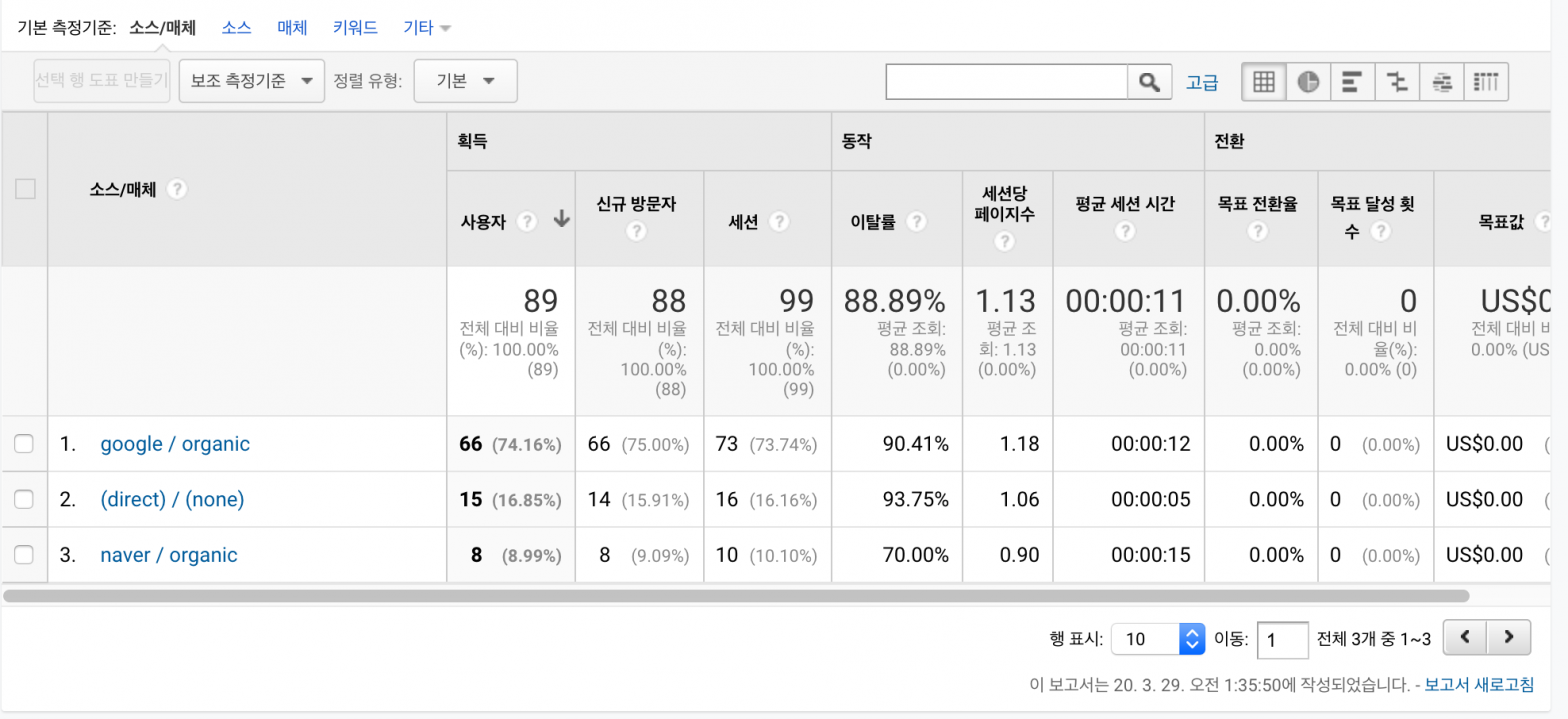 기본 측정기준: 소스/매체 소스 매체 키워드 기타
선택 행 도표 만들기 보조 측정기준 정렬 유형: 기본 고급
획득 동작 전환
소스/매체 ?
사용자 ? 신규 방문자 ? 세션 ? 이탈률 ? 세션당 페이지수 ? 평균 세션 시간 ? 목표 전환율 ? 목표 달성 횟수 ? 목표값 ?
89 88 99 88.89% 1.13 00:00:11 0.00% 0 US$0
전체 대비 비율 전체 대비 비율 전체 대비 비율 평균 조회: 평균 조 평균 조회: 평균 조회: 전체 대비 비 전체 대비 비
(%): 100.00% (%): (%): 88.89% 회: 1.13 00:00:11 0.00% 율(%): 0.00% (US
(89) 100.00% 100.00% (0.00%) (0.00%) (0.00%) (0.00%) 0.00% (0)
(88) (99)
1. google / organic 66 (74.16%) 66 (75.00%) 73 (73.74%) 90.41% 1.18 00:00:12 0.00% 0 (0.00%) US$0.00 (
2. (direct) / (none) 15 (16.85%) 14 (15.91%) 16 (16.16%) 93.75% 1.06 00:00:05 0.00% 0 (0.00%) US$0.00 (
3. naver / organic 8 (8.99%) 8 (9.09%) 10 (10.10%) 70.00% 0.90 00:00:15 0.00% 0 (0.00%) US$0.00 (
행 표시: 10 이동: 1 전체 3개 중 1~3
이 보고서는 20. 3. 29. 오전 1:35:50에 작성되었습니다. - 보고서 새로고침